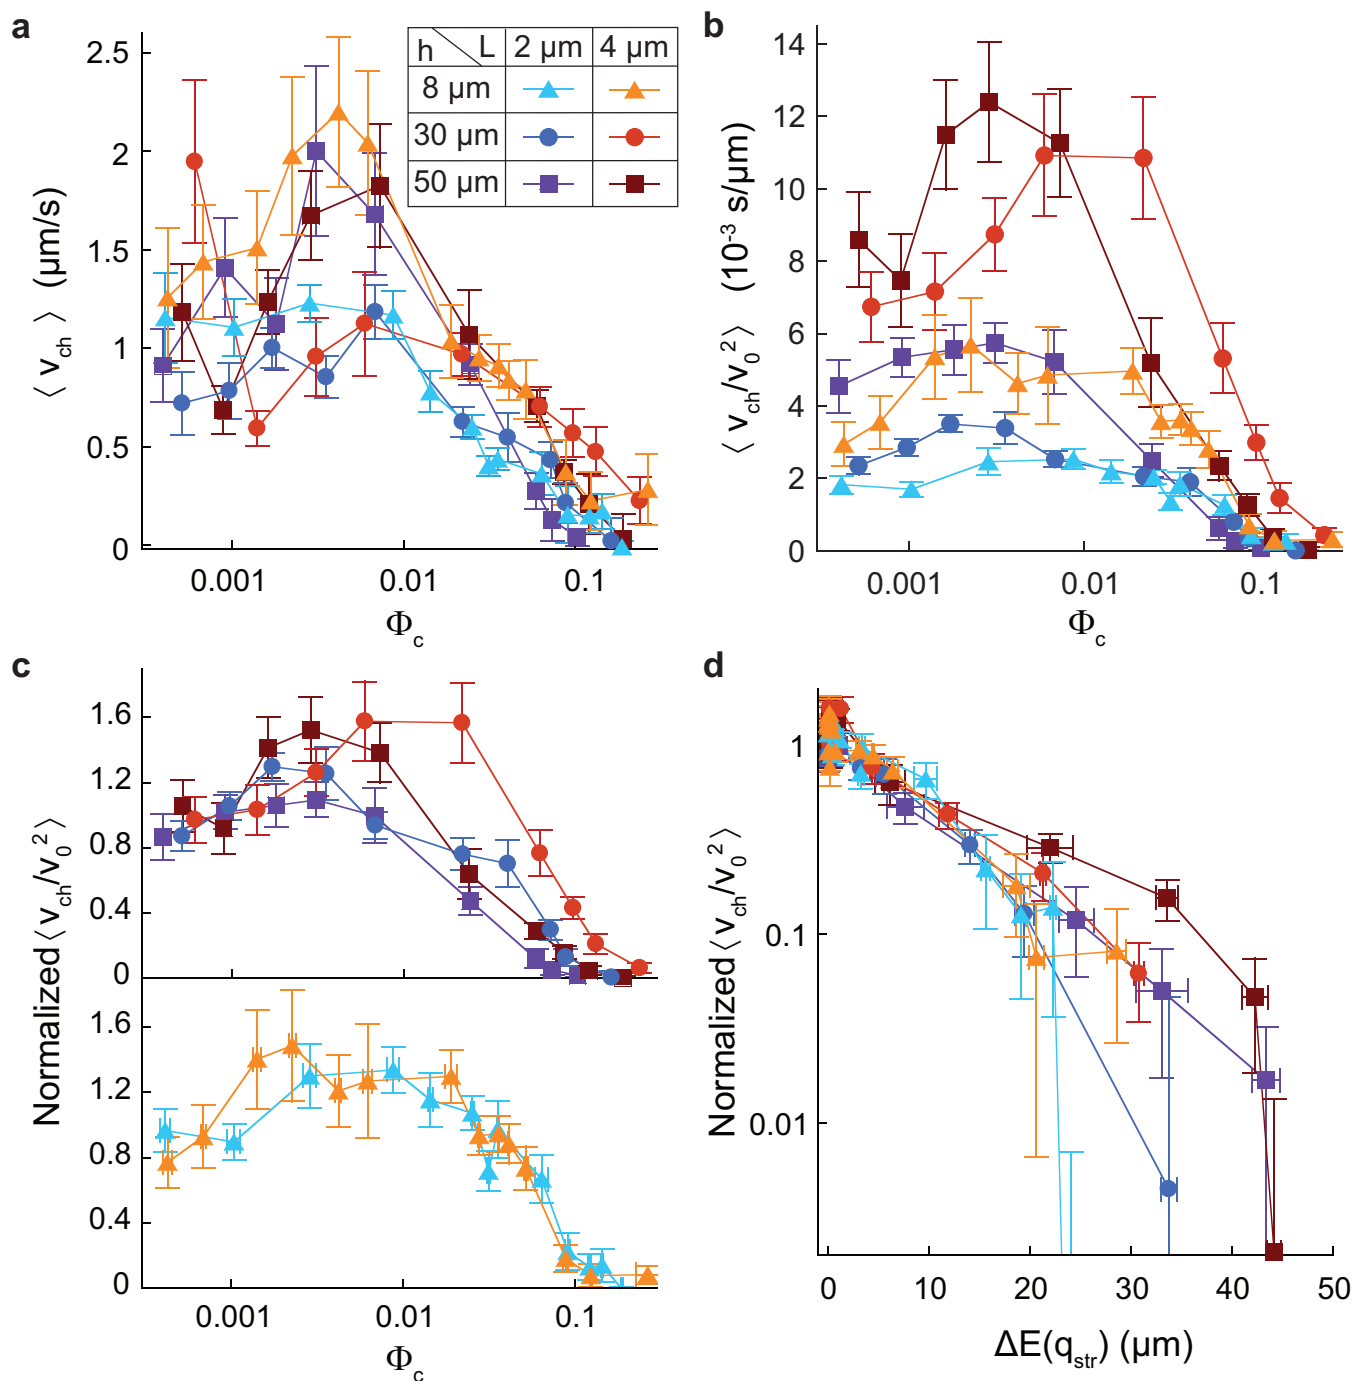 a
2.5
2
1.5
1
0.5
0
⟨ v_ch ⟩ (µm/s)
0.001 0.01 0.1
Φ_c
h L 2 µm 4 µm
8 µm
30 µm
50 µm
b
14
12
10
8
6
4
2
0
⟨ v_ch/v_0^2 ⟩ (10^-3 s/µm)
0.001 0.01 0.1
Φ_c
c
1.6
1.2
0.8
0.4
0
1.6
1.2
0.8
0.4
0
Normalized ⟨ v_ch/v_0^2 ⟩
0.001 0.01 0.1
Φ_c
d
1
0.1
0.01
Normalized ⟨ v_ch/v_0^2 ⟩
0 10 20 30 40 50
ΔE(q_str) (µm)